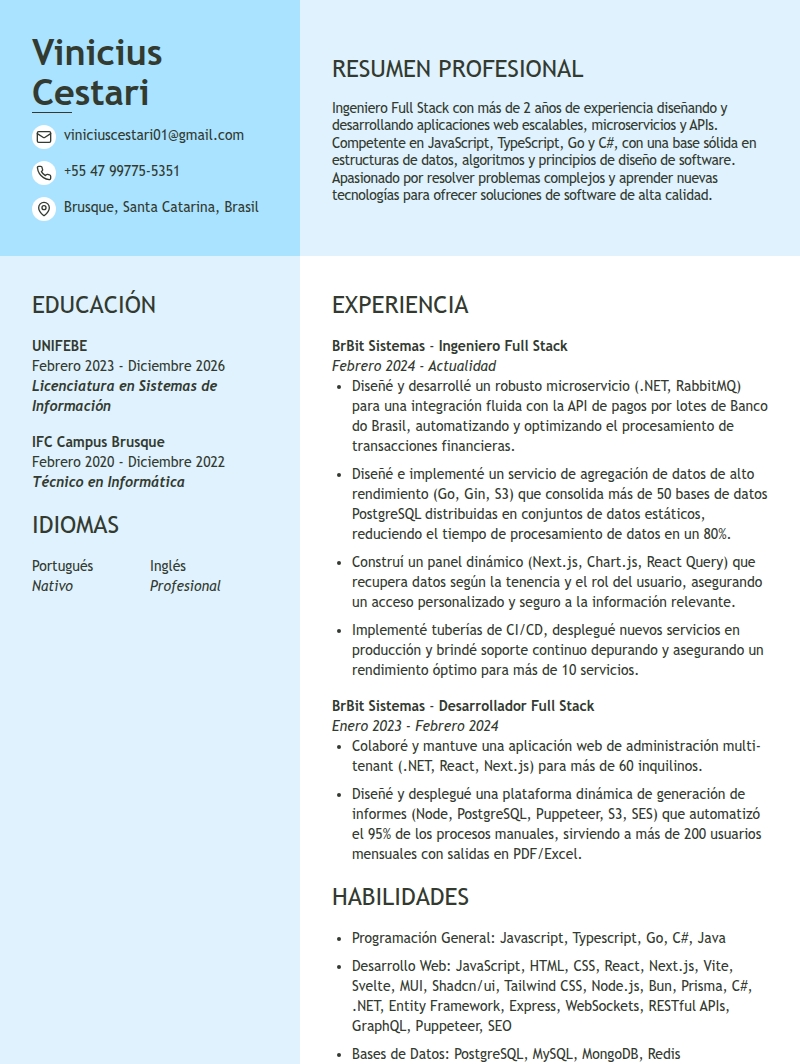 Vinicius
Cestari
viniciuscestari01@gmail.com
+55 47 99775-5351
Brusque, Santa Catarina, Brasil
RESUMEN PROFESIONAL
Ingeniero Full Stack con más de 2 años de experiencia diseñando y
desarrollando aplicaciones web escalables, microservicios y APIs.
Competente en JavaScript, TypeScript, Go y C#, con una base sólida en
estructuras de datos, algoritmos y principios de diseño de software.
Apasionado por resolver problemas complejos y aprender nuevas
tecnologías para ofrecer soluciones de software de alta calidad.
EDUCACIÓN
UNIFEBE
Febrero 2023 - Diciembre 2026
Licenciatura en Sistemas de
Información
IFC Campus Brusque
Febrero 2020 - Diciembre 2022
Técnico en Informática
IDIOMAS
Portugués
Nativo
Inglés
Profesional
EXPERIENCIA
BrBit Sistemas - Ingeniero Full Stack
Febrero 2024 - Actualidad
• Diseñé y desarrollé un robusto microservicio (.NET, RabbitMQ)
para una integración fluida con la API de pagos por lotes de Banco
do Brasil, automatizando y optimizando el procesamiento de
transacciones financieras.
• Diseñé e implementé un servicio de agregación de datos de alto
rendimiento (Go, Gin, S3) que consolida más de 50 bases de datos
PostgreSQL distribuidas en conjuntos de datos estáticos,
reduciendo el tiempo de procesamiento de datos en un 80%.
• Construí un panel dinámico (Next.js, Chart.js, React Query) que
recupera datos según la tenencia y el rol del usuario, asegurando
un acceso personalizado y seguro a la información relevante.
• Implementé tuberías de CI/CD, desplegué nuevos servicios en
producción y brindé soporte continuo depurando y asegurando un
rendimiento óptimo para más de 10 servicios.
BrBit Sistemas - Desarrollador Full Stack
Enero 2023 - Febrero 2024
• Colaboré y mantuve una aplicación web de administración multi-
tenant (.NET, React, Next.js) para más de 60 inquilinos.
• Diseñé y desplegué una plataforma dinámica de generación de
informes (Node, PostgreSQL, Puppeteer, S3, SES) que automatizó
el 95% de los procesos manuales, sirviendo a más de 200 usuarios
mensuales con salidas en PDF/Excel.
HABILIDADES
• Programación General: Javascript, Typescript, Go, C#, Java
• Desarrollo Web: JavaScript, HTML, CSS, React, Next.js, Vite,
Svelte, MUI, Shadcn/ui, Tailwind CSS, Node.js, Bun, Prisma, C#,
.NET, Entity Framework, Express, WebSockets, RESTful APIs,
GraphQL, Puppeteer, SEO
• Bases de Datos: PostgreSQL, MySQL, MongoDB, Redis